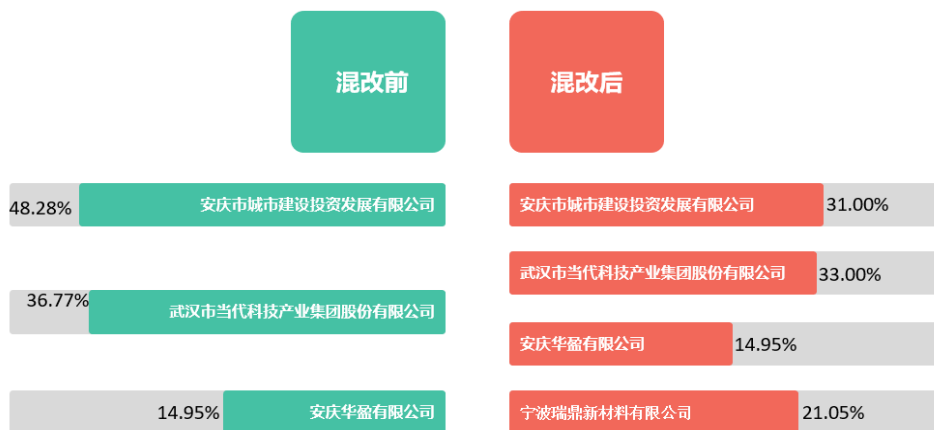 混改前
混改后
48.28%
安庆市城市建设投资发展有限公司
安庆市城市建设投资发展有限公司
31.00%
36.77%
武汉市当代科技产业集团股份有限公司
武汉市当代科技产业集团股份有限公司
33.00%
安庆华盈有限公司
14.95%
14.95%
安庆华盈有限公司
宁波瑞鼎新材料有限公司
21.05%